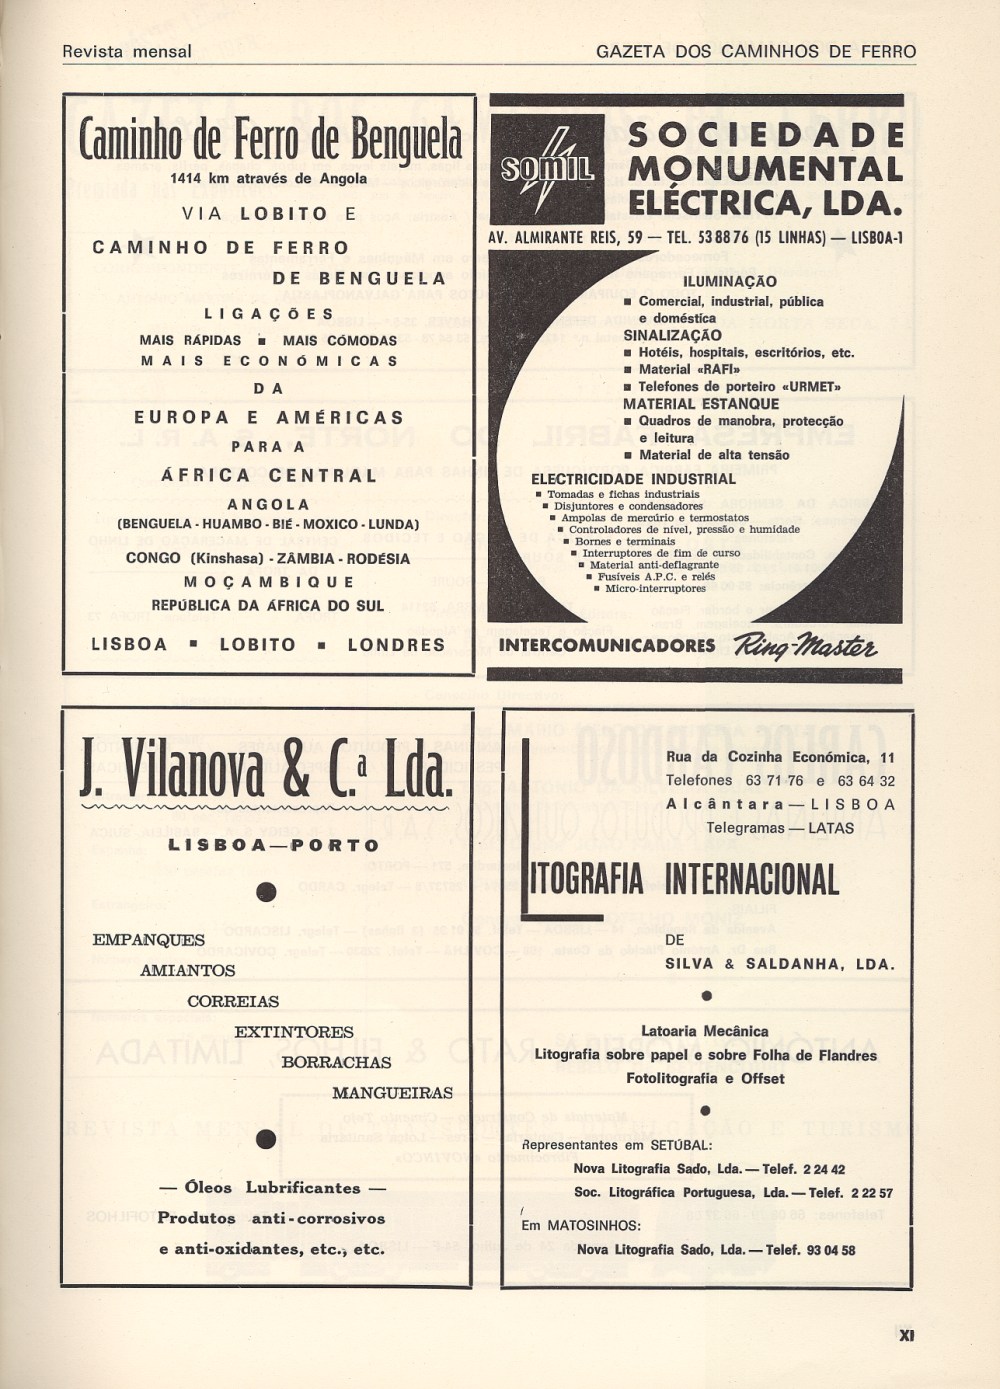 Revista mensal
GAZETA DOS CAMINHOS DE FERRO
Caminho de Ferro de Benguela
1414 km através de Angola
VIA LOBITO E
CAMINHO DE FERRO
DE BENGUELA
LIGAÇÕES
MAIS RÁPIDAS ■ MAIS CÓMODAS
MAIS ECONÓMICAS
DA
EUROPA E AMÉRICAS
PARA A
ÁFRICA CENTRAL
ANGOLA
(BENGUELA - HUAMBO - BIÉ - MOXICO - LUNDA)
CONGO (Kinshasa) - ZÂMBIA - RODÉSIA
MOÇAMBIQUE
REPÚBLICA DA ÁFRICA DO SUL
LISBOA ■ LOBITO ■ LONDRES
SOMIL
SOCIEDADE
MONUMENTAL
ELÉCTRICA, LDA.
AV. ALMIRANTE REIS, 59 — TEL. 53 88 76 (15 LINHAS) — LISBOA-1
ILUMINAÇÃO
■ Comercial, industrial, pública
e doméstica
SINALIZAÇÃO
■ Hotéis, hospitais, escritórios, etc.
■ Material «RAFI»
■ Telefones de porteiro «URMET»
MATERIAL ESTANQUE
■ Quadros de manobra, protecção
e leitura
■ Material de alta tensão
ELECTRICIDADE INDUSTRIAL
■ Tomadas e fichas industriais
■ Disjuntores e condensadores
■ Ampolas de mercúrio e termostatos
■ Controladores de nível, pressão e humidade
■ Bornes e terminais
■ Interruptores de fim de curso
■ Material anti-deflagrante
■ Fusíveis A.P.C. e relés
■ Micro-interruptores
INTERCOMUNICADORES Ring-Master
J. Vilanova & C.ª Lda.
LISBOA—PORTO
EMPANQUES
AMIANTOS
CORREIAS
EXTINTORES
BORRACHAS
MANGUEIRAS
— Óleos Lubrificantes —
Produtos anti-corrosivos
e anti-oxidantes, etc., etc.
Rua da Cozinha Económica, 11
Telefones 63 71 76 e 63 64 32
Alcântara — LISBOA
Telegramas — LATAS
LITOGRAFIA INTERNACIONAL
DE
SILVA & SALDANHA, LDA.
Latoaria Mecânica
Litografia sobre papel e sobre Folha de Flandres
Fotolitografia e Offset
Representantes em SETÚBAL:
Nova Litografia Sado, Lda. — Telef. 2 24 42
Soc. Litográfica Portuguesa, Lda. — Telef. 2 22 57
Em MATOSINHOS:
Nova Litografia Sado, Lda. — Telef. 93 04 58
XI